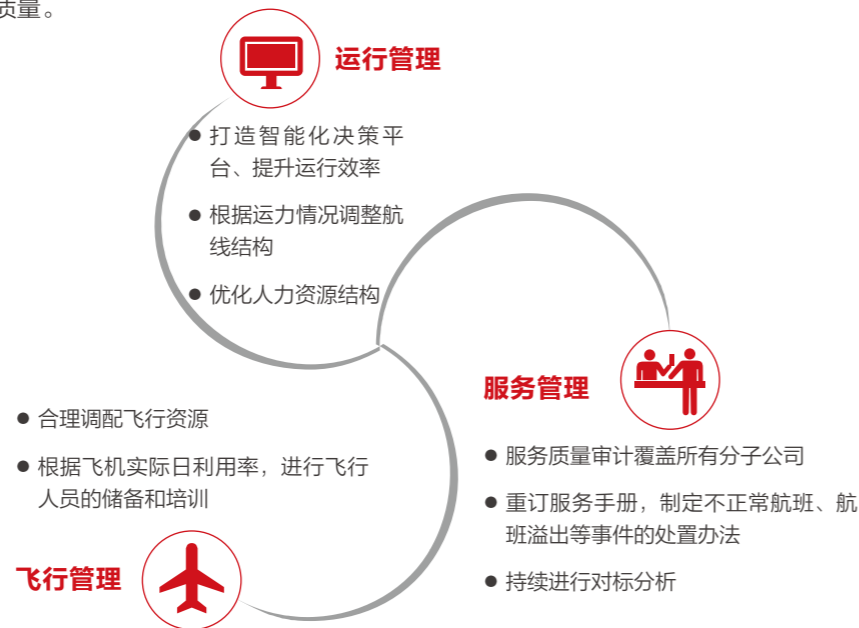 质量。
运行管理
● 打造智能化决策平
台、提升运行效率
● 根据运力情况调整航
线结构
● 优化人力资源结构
服务管理
● 服务质量审计覆盖所有分子公司
● 重订服务手册，制定不正常航班、航
班溢出等事件的处置办法
● 持续进行对标分析
● 合理调配飞行资源
● 根据飞机实际日利用率，进行飞行
人员的储备和培训
飞行管理